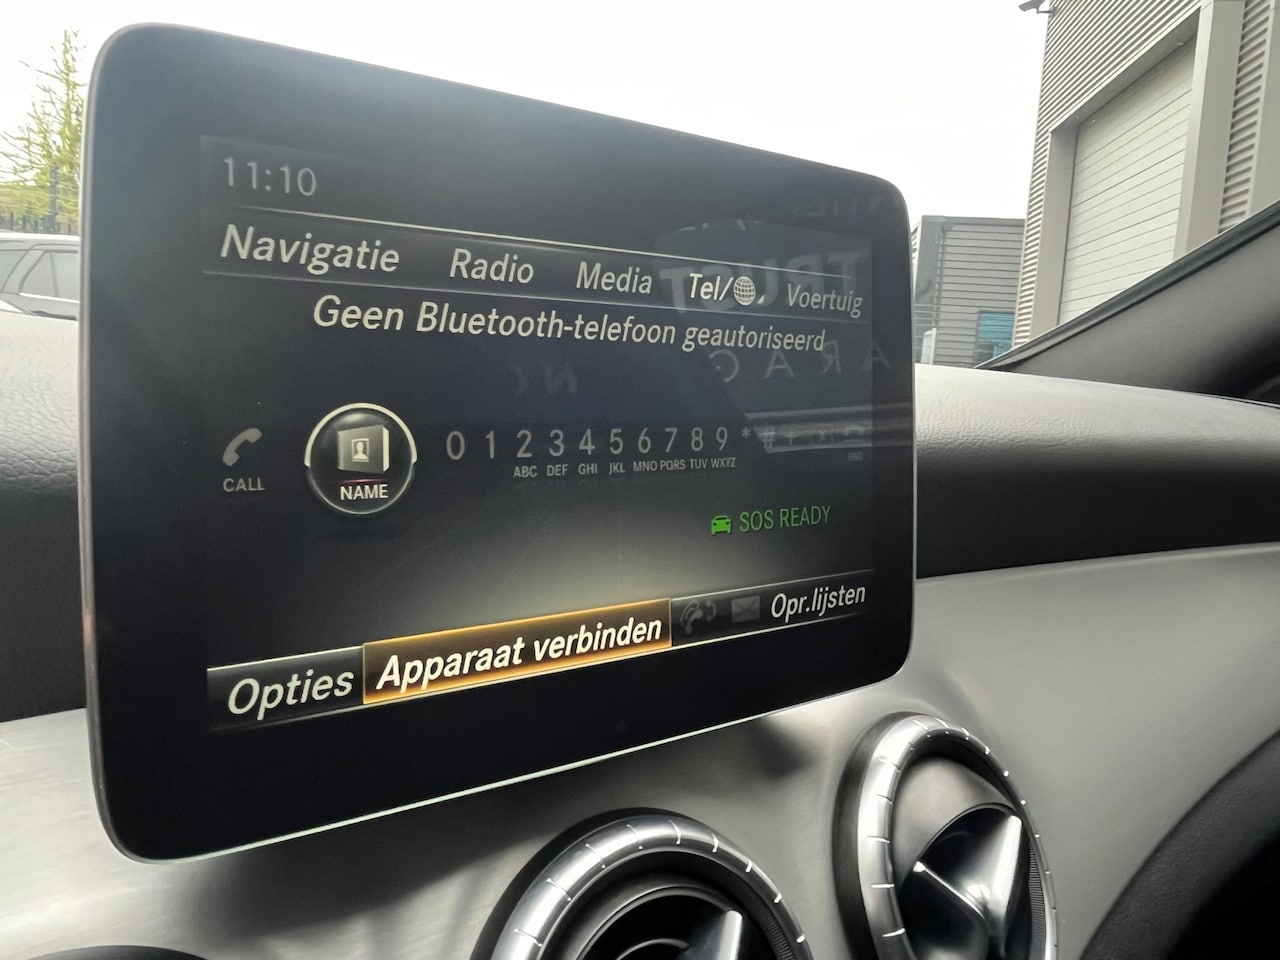 11:10
Navigatie Radio Media Tel/ Voertuig
Geen Bluetooth-telefoon geautoriseerd
0 1 2 3 4 5 6 7 8 9 * #
ABC DEF GHI JKL MNO PQRS TUV WXYZ END
CALL NAME
SOS READY
Opties Apparaat verbinden Opr.lijsten